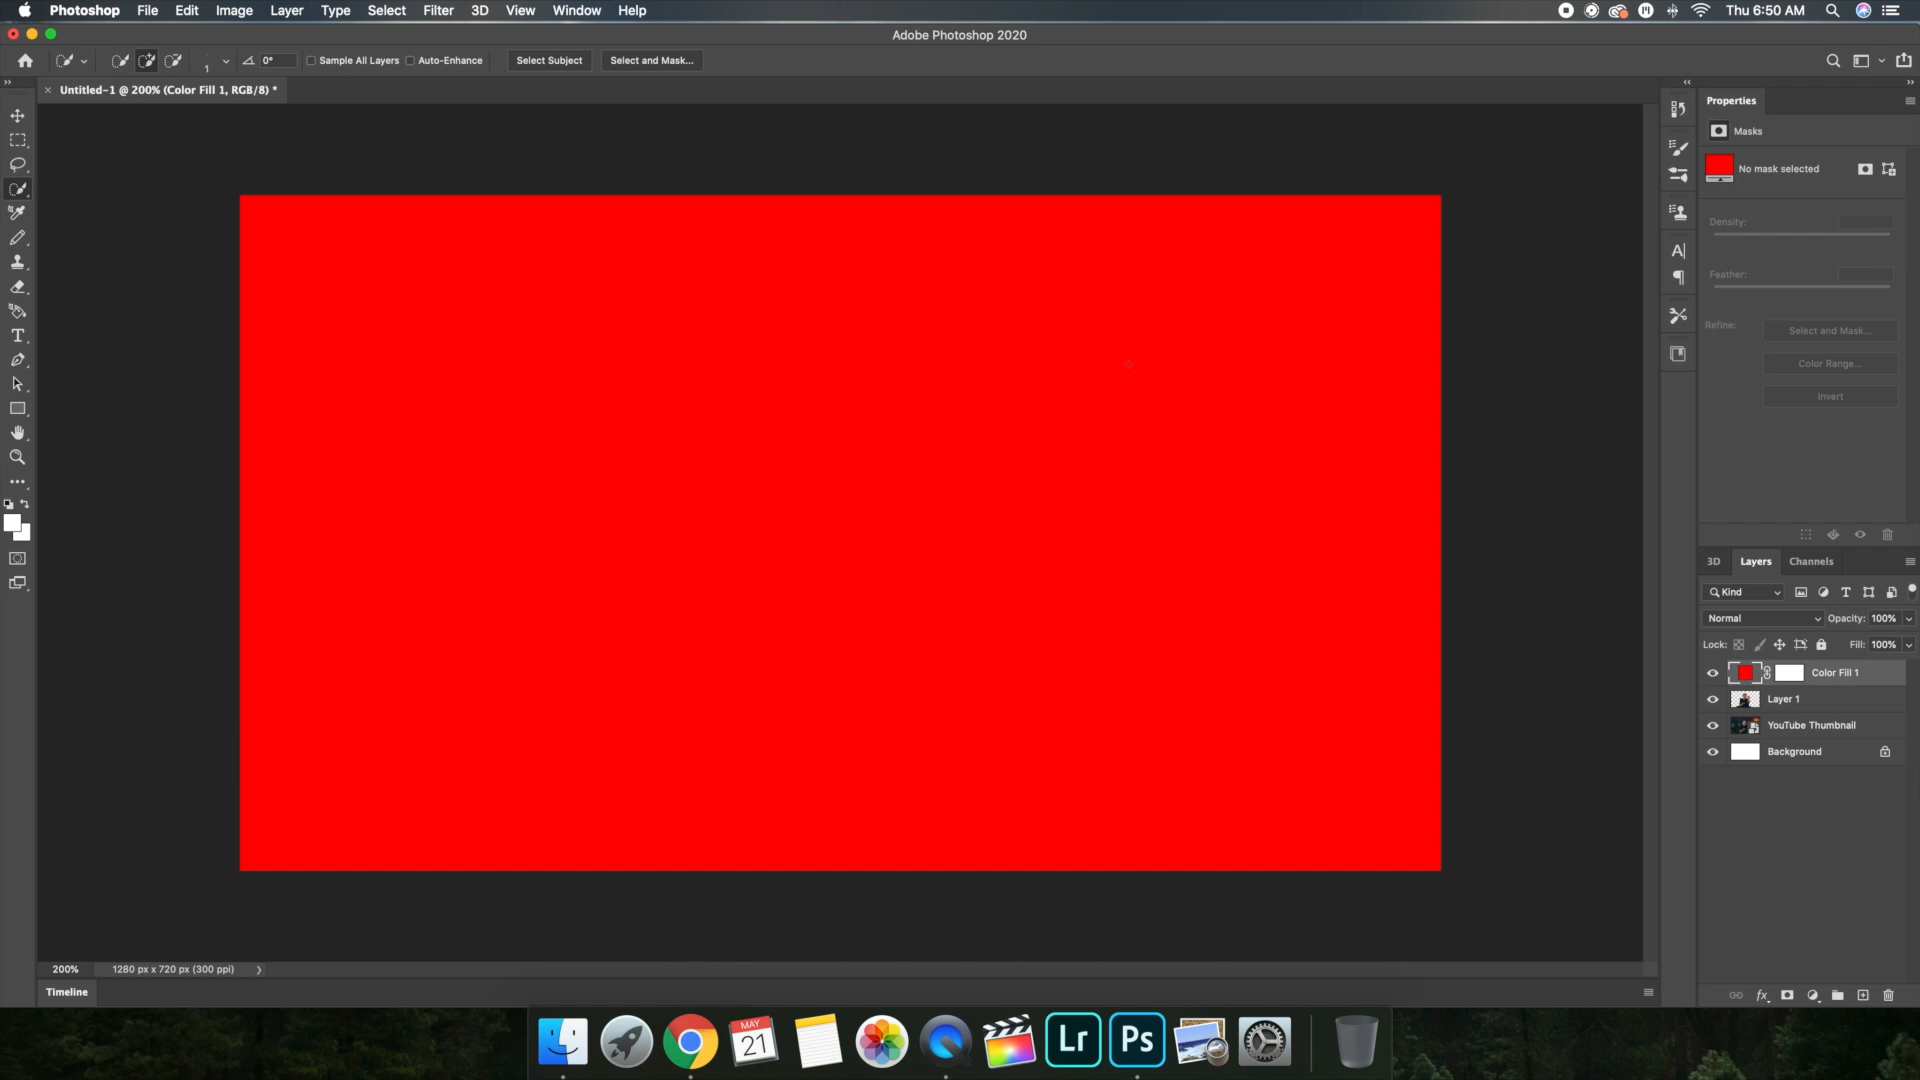 Photoshop File Edit Image Layer Type Select Filter 3D View Window Help Thu 6:50 AM
Adobe Photoshop 2020
1 0° Sample All Layers Auto-Enhance Select Subject Select and Mask...
Untitled-1 @ 200% (Color Fill 1, RGB/8) *
Properties
Masks
No mask selected
Density:
Feather:
Refine: Select and Mask...
Color Range...
Invert
3D Layers Channels
Kind
Normal Opacity: 100%
Lock: Fill: 100%
Color Fill 1
Layer 1
YouTube Thumbnail
Background
200% 1280 px x 720 px (300 ppi)
Timeline
fx
MAY
21
Lr Ps